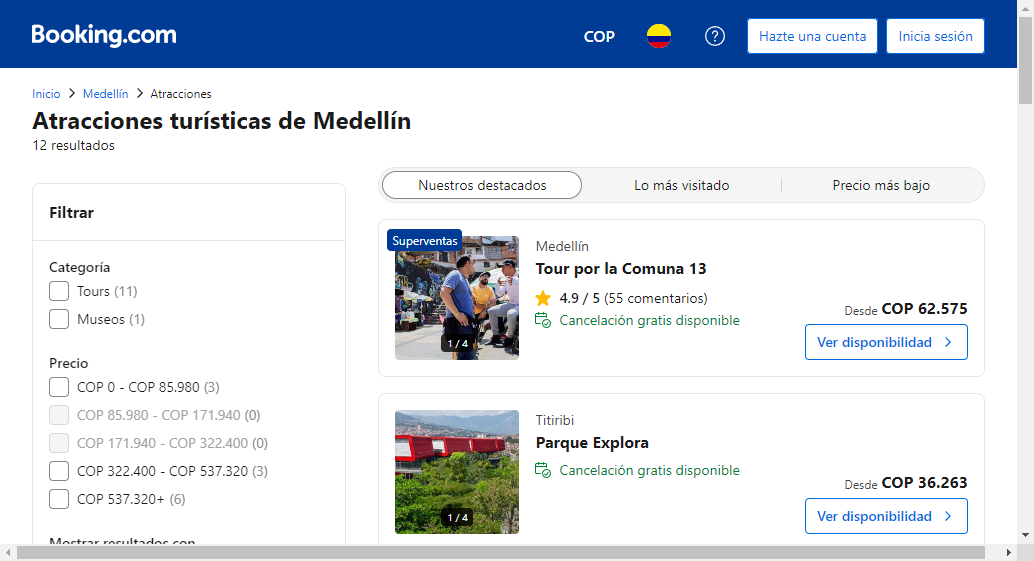 Booking.com
COP
Hazte una cuenta
Inicia sesión
Inicio > Medellín > Atracciones
Atracciones turísticas de Medellín
12 resultados
Filtrar
Categoría
Tours (11)
Museos (1)
Precio
COP 0 - COP 85.980 (3)
COP 85.980 - COP 171.940 (0)
COP 171.940 - COP 322.400 (0)
COP 322.400 - COP 537.320 (3)
COP 537.320+ (6)
Mostrar resultados con
Nuestros destacados
Lo más visitado
Precio más bajo
Superventas
1 / 4
Medellín
Tour por la Comuna 13
4.9 / 5 (55 comentarios)
Cancelación gratis disponible
Desde COP 62.575
Ver disponibilidad
1 / 4
Titiribi
Parque Explora
Cancelación gratis disponible
Desde COP 36.263
Ver disponibilidad